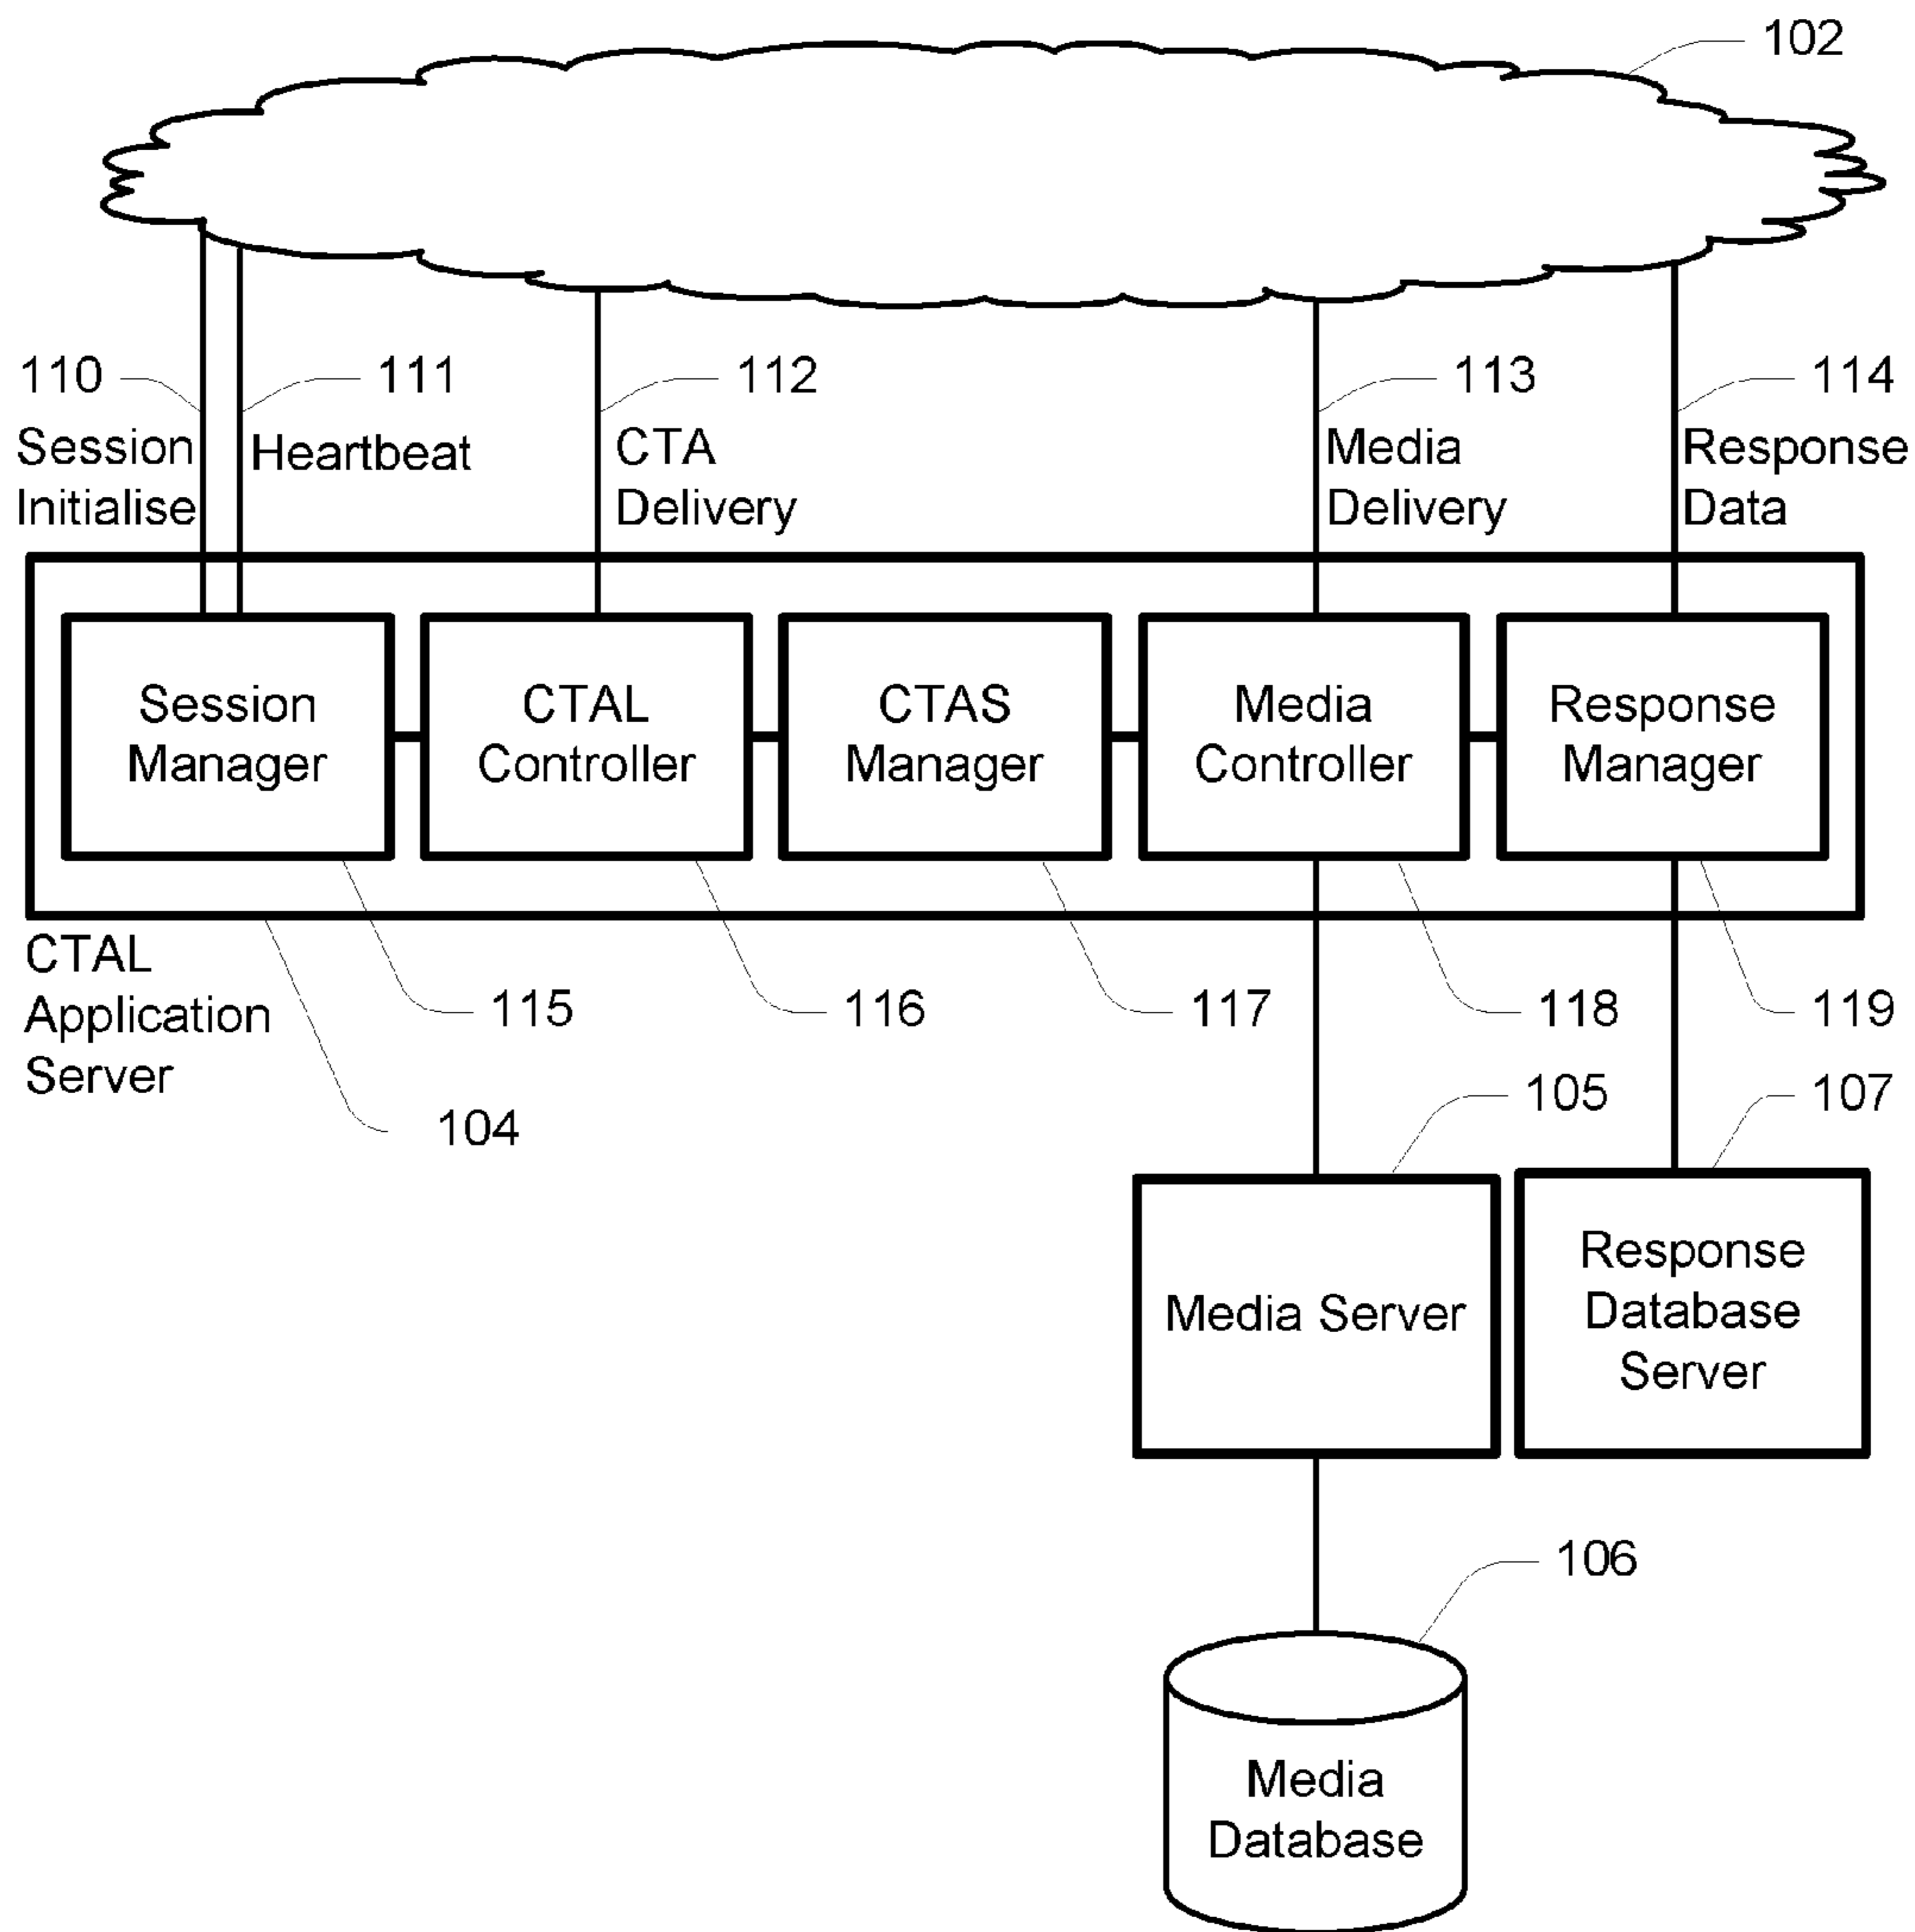 102
110
111
112
113
114
Session
Initialise
Heartbeat
CTA
Delivery
Media
Delivery
Response
Data
Session
Manager
CTAL
Controller
CTAS
Manager
Media
Controller
Response
Manager
CTAL
Application
Server
115
116
117
118
119
104
105
107
Media Server
Response
Database
Server
106
Media
Database